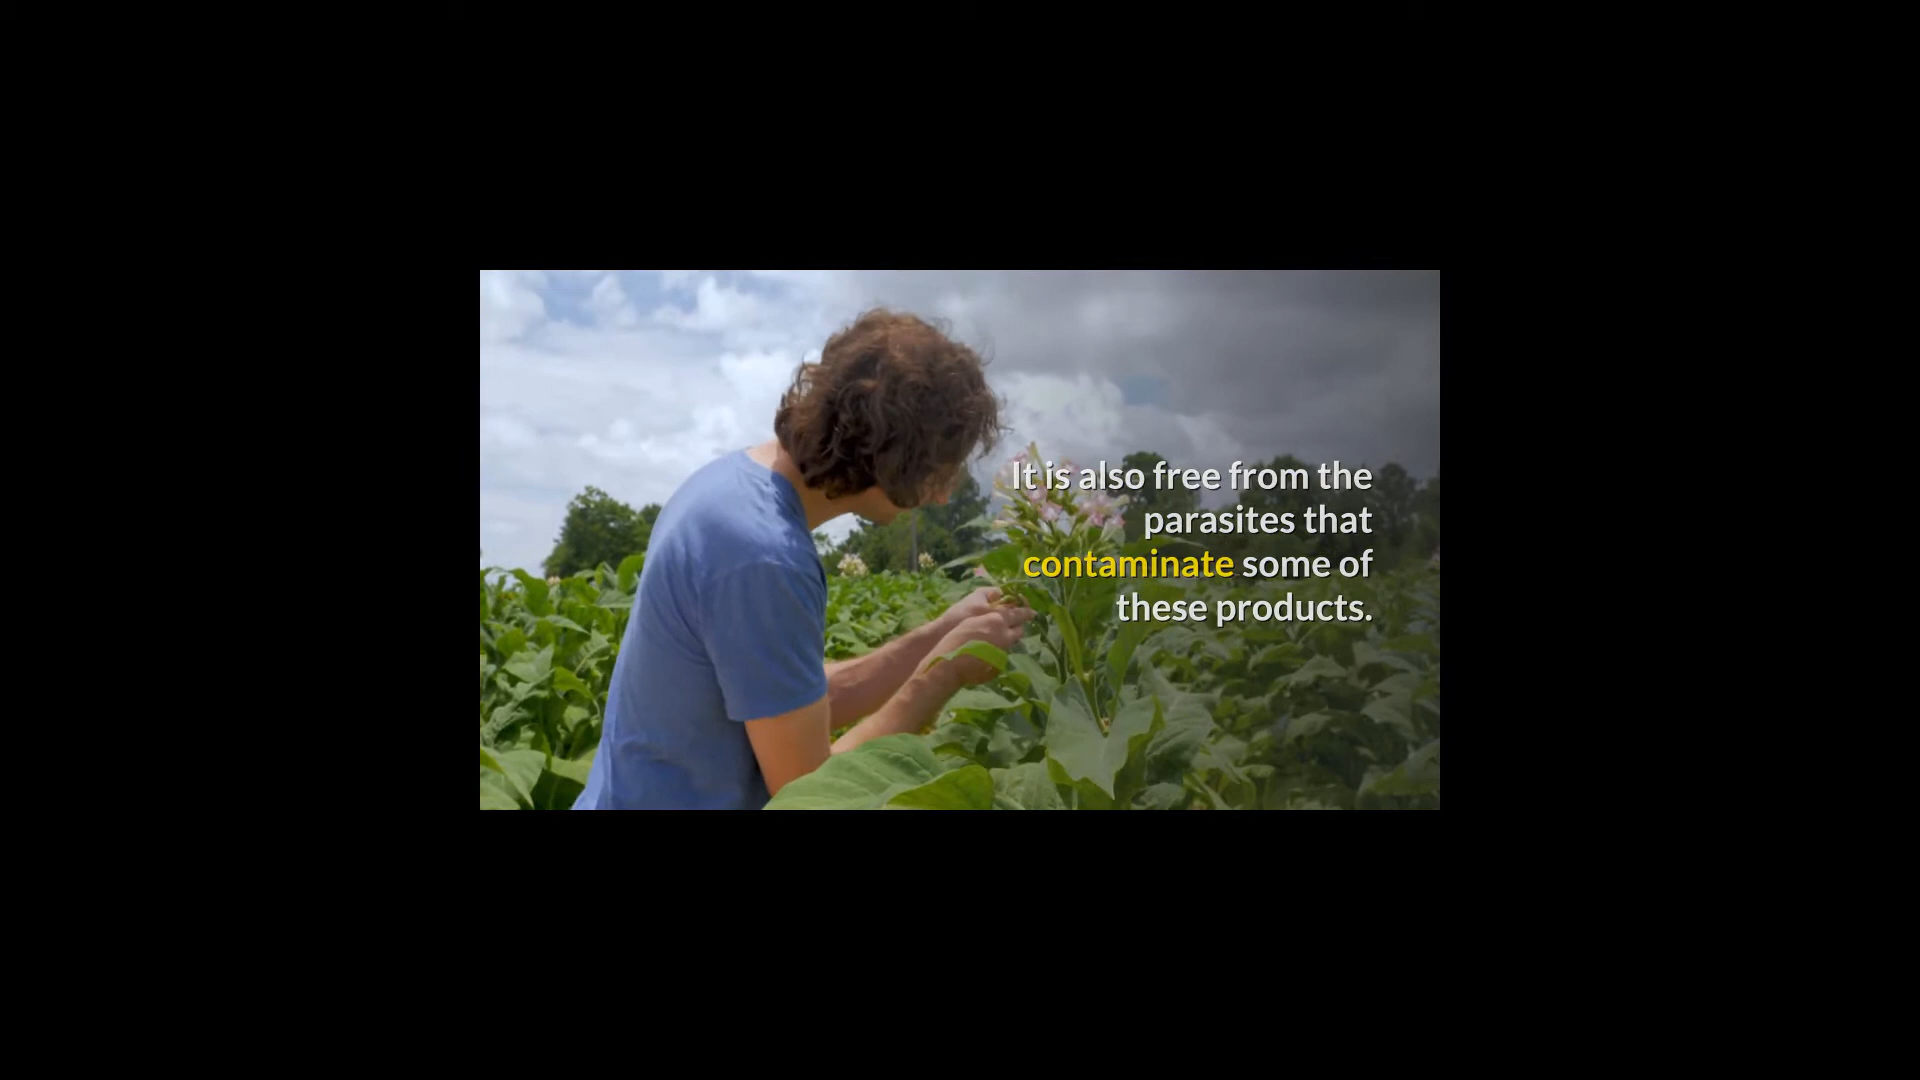 It is also free from the
parasites that
contaminate some of
these products.